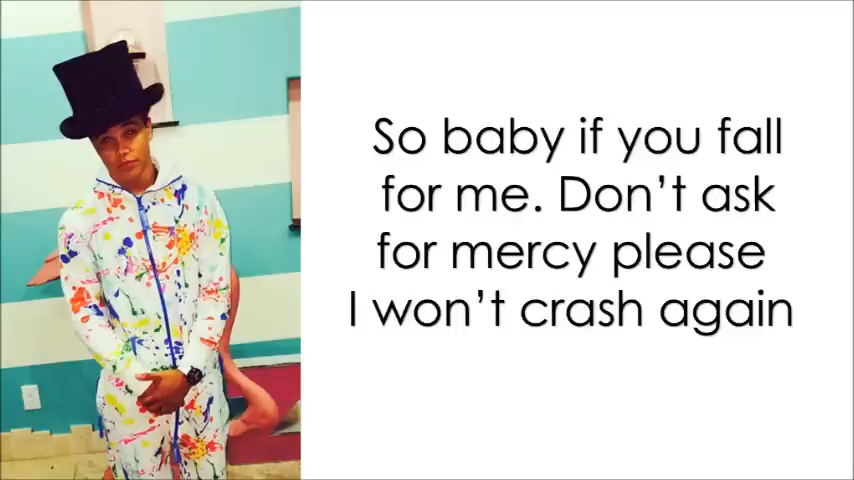 So baby if you fall
for me. Don't ask
for mercy please
I won't crash again